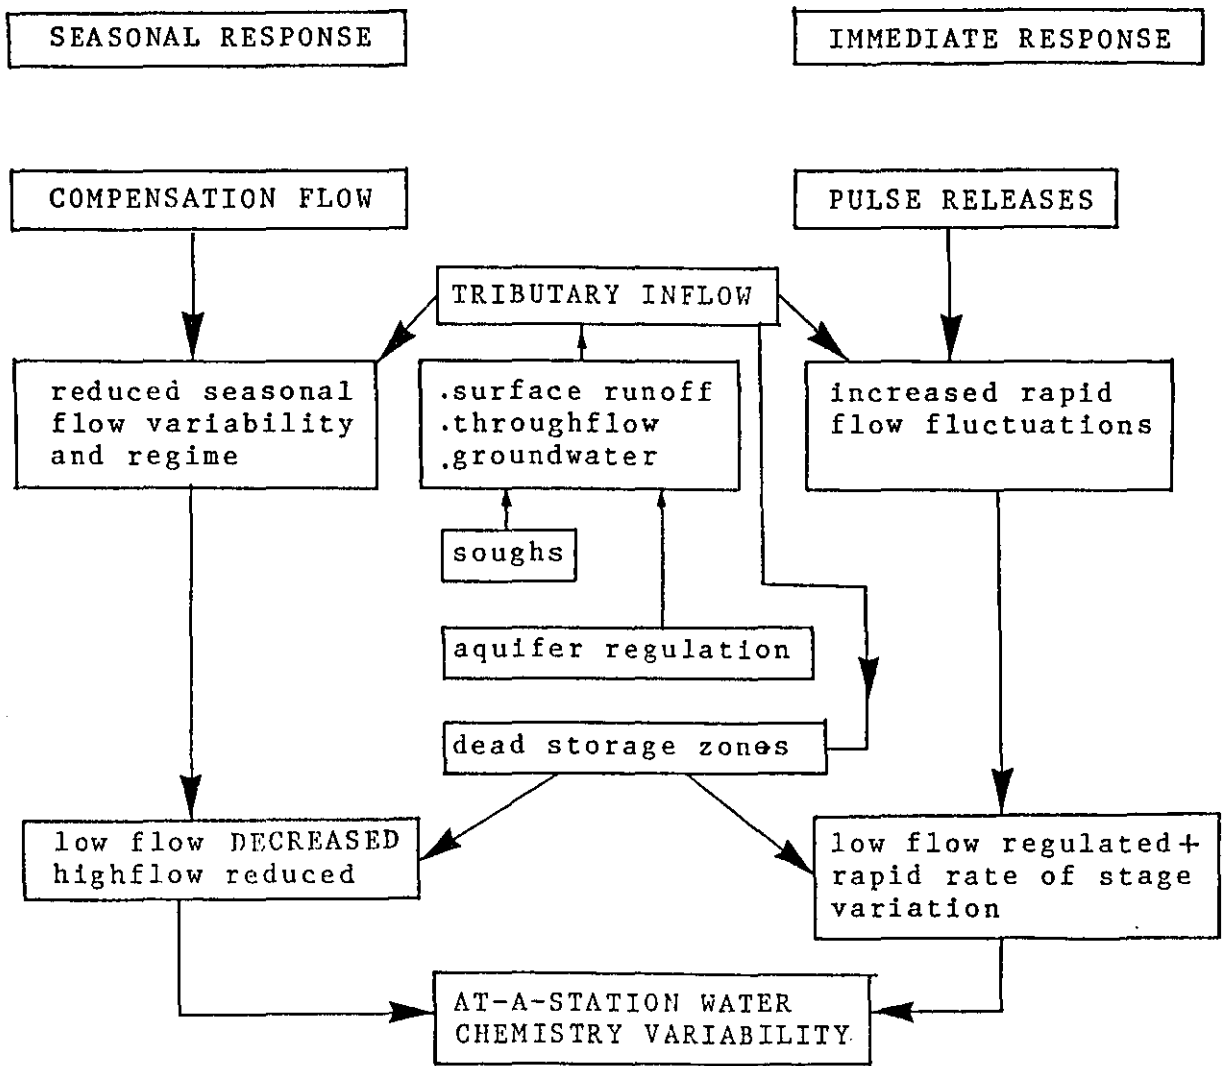 SEASONAL RESPONSE
IMMEDIATE RESPONSE
COMPENSATION FLOW
PULSE RELEASES
TRIBUTARY INFLOW
reduced seasonal
flow variability
and regime
.surface runoff
.throughflow
.groundwater
increased rapid
flow fluctuations
soughs
aquifer regulation
dead storage zones
low flow DECREASED
highflow reduced
low flow regulated +
rapid rate of stage
variation
AT-A-STATION WATER
CHEMISTRY VARIABILITY